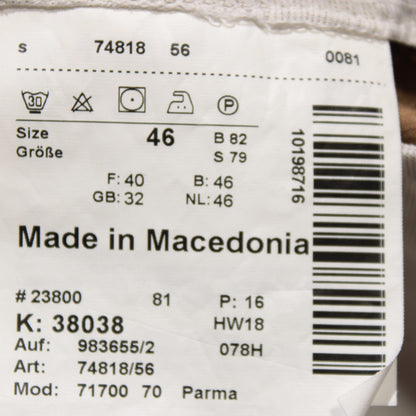 s 74818 56 0081
30 P
Size 46 B 82
Größe S 79
F: 40 B: 46
GB: 32 NL: 46
10198716
Made in Macedonia
# 23800 81 P: 16
K: 38038 HW18
Auf: 983655/2 078H
Art: 74818/56
Mod: 71700 70 Parma